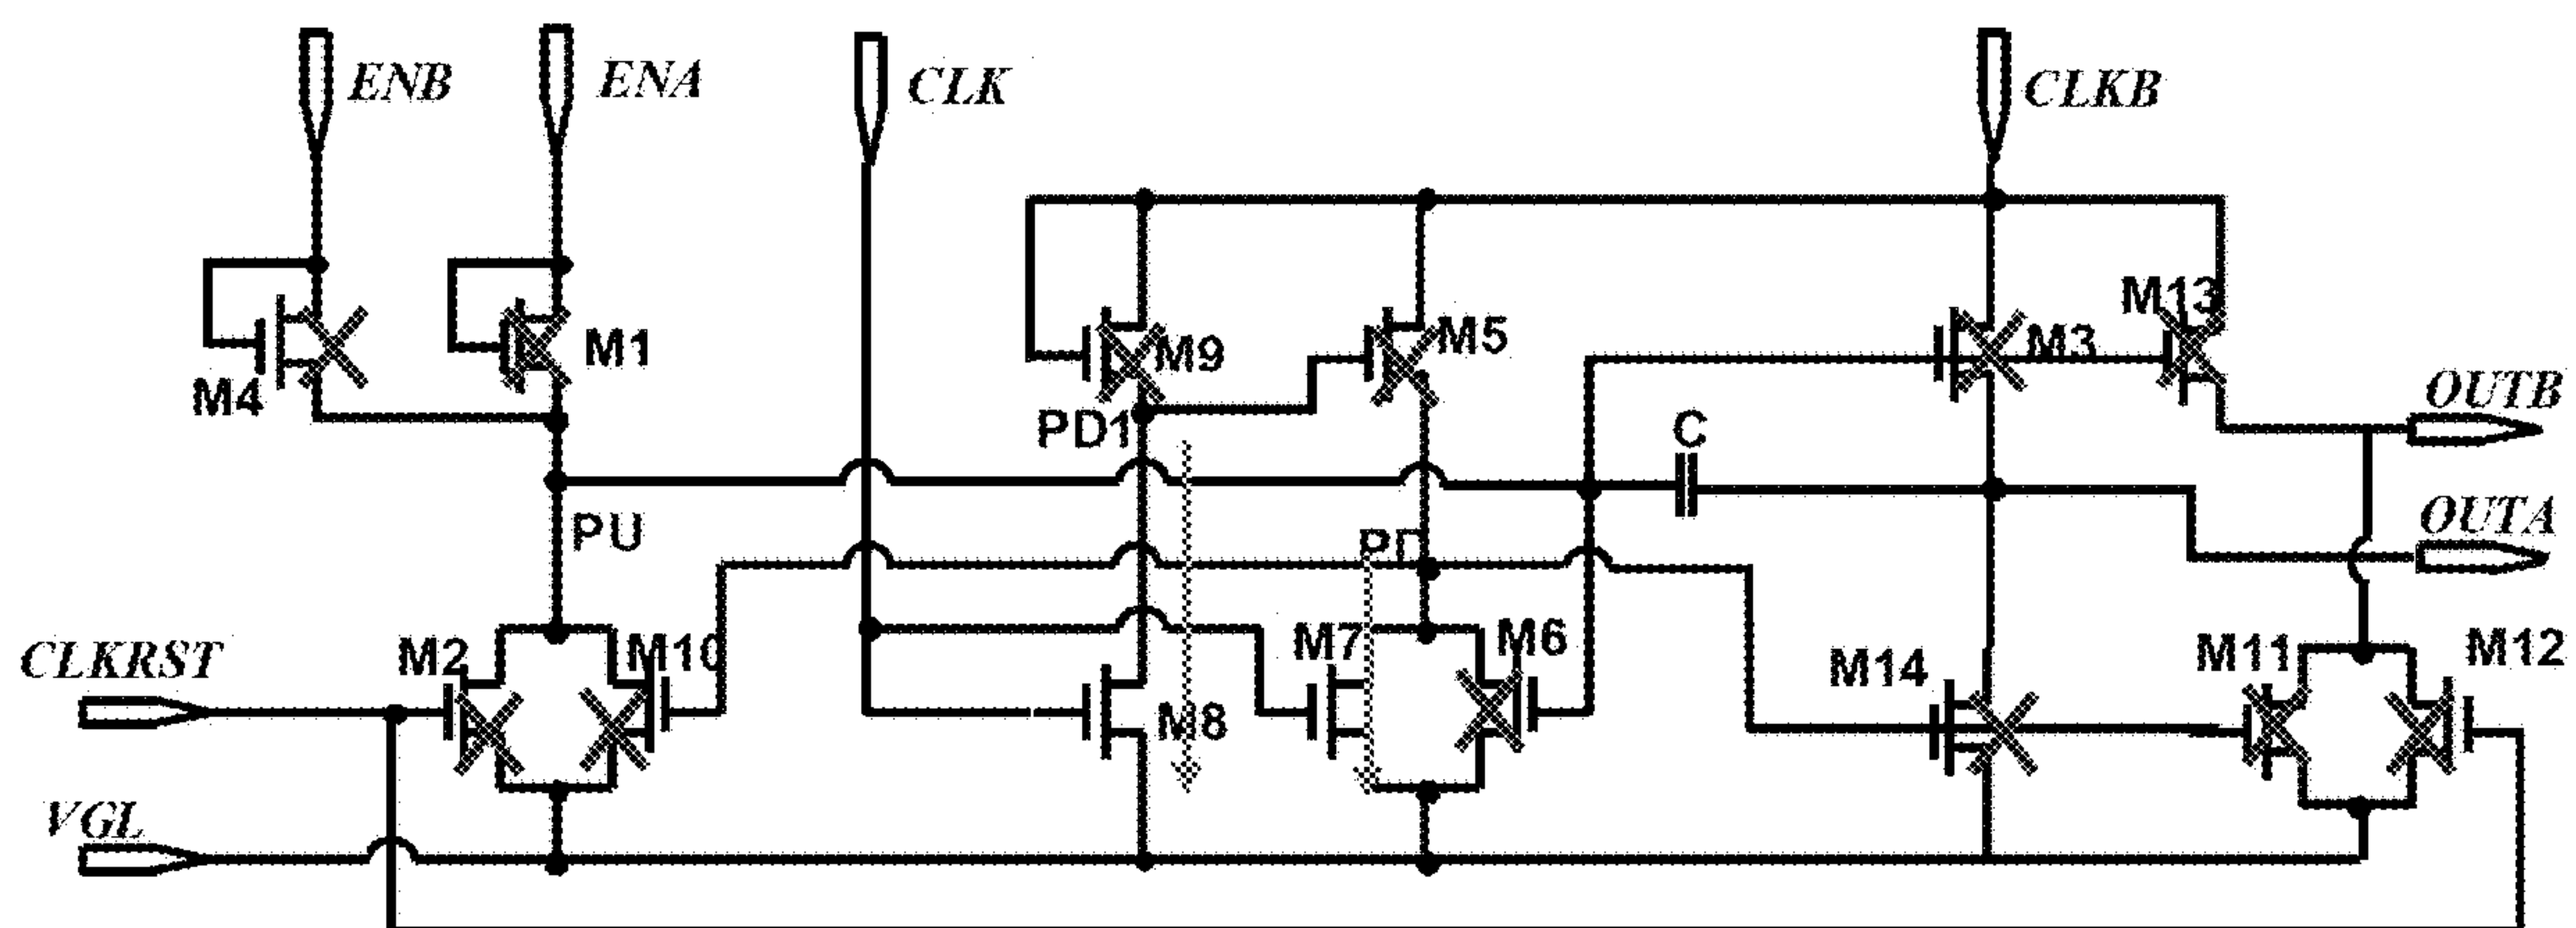 ENB ENA CLK CLKB
M4 M1 M9 M5 M3 M13
PD1 C OUTB
PU PD OUTA
CLKRST M2 M10 M8 M7 M6 M14 M11 M12
VGL